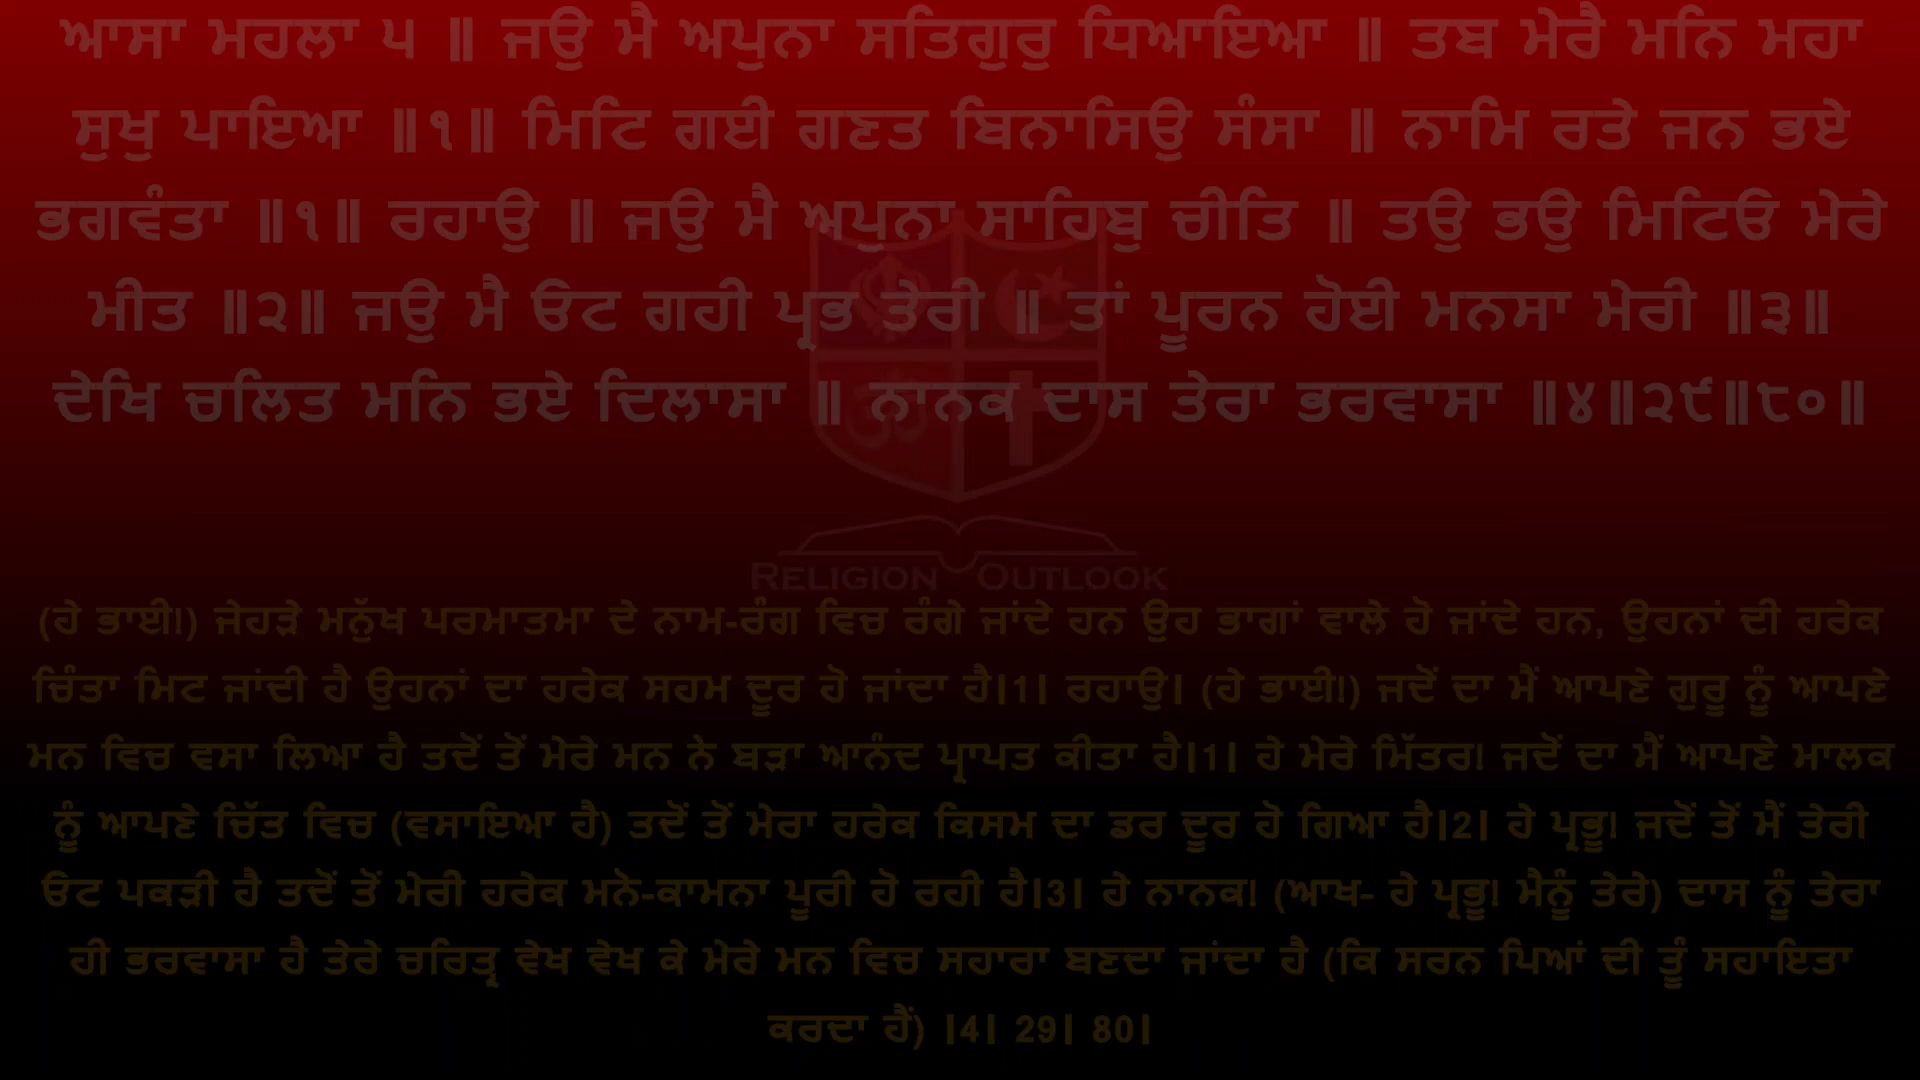 ਆਸਾ ਮਹਲਾ ੫ ॥ ਜਉ ਮੈ ਅਪੁਨਾ ਸਤਿਗੁਰੁ ਧਿਆਇਆ ॥ ਤਬ ਮੇਰੈ ਮਨਿ ਮਹਾ
ਸੁਖੁ ਪਾਇਆ ॥੧॥ ਮਿਟਿ ਗਈ ਗਣਤ ਬਿਨਾਸਿਉ ਸੰਸਾ ॥ ਨਾਮਿ ਰਤੇ ਜਨ ਭਏ
ਭਗਵੰਤਾ ॥੧॥ ਰਹਾਉ ॥ ਜਉ ਮੈ ਅਪੁਨਾ ਸਾਹਿਬੁ ਚੀਤਿ ॥ ਤਉ ਭਉ ਮਿਟਿਓ ਮੇਰੇ
ਮੀਤ ॥੨॥ ਜਉ ਮੈ ਓਟ ਗਹੀ ਪ੍ਰਭ ਤੇਰੀ ॥ ਤਾਂ ਪੂਰਨ ਹੋਈ ਮਨਸਾ ਮੇਰੀ ॥੩॥
ਦੇਖਿ ਚਲਿਤ ਮਨਿ ਭਏ ਦਿਲਾਸਾ ॥ ਨਾਨਕ ਦਾਸ ਤੇਰਾ ਭਰਵਾਸਾ ॥੪॥੨੯॥੮੦॥
RELIGION OUTLOOK
(ਹੇ ਭਾਈ!) ਜੇਹੜੇ ਮਨੁੱਖ ਪਰਮਾਤਮਾ ਦੇ ਨਾਮ-ਰੰਗ ਵਿਚ ਰੰਗੇ ਜਾਂਦੇ ਹਨ ਉਹ ਭਾਗਾਂ ਵਾਲੇ ਹੋ ਜਾਂਦੇ ਹਨ, ਉਹਨਾਂ ਦੀ ਹਰੇਕ
ਚਿੰਤਾ ਮਿਟ ਜਾਂਦੀ ਹੈ ਉਹਨਾਂ ਦਾ ਹਰੇਕ ਸਹਮ ਦੂਰ ਹੋ ਜਾਂਦਾ ਹੈ।1। ਰਹਾਉ। (ਹੇ ਭਾਈ!) ਜਦੋਂ ਦਾ ਮੈਂ ਆਪਣੇ ਗੁਰੂ ਨੂੰ ਆਪਣੇ
ਮਨ ਵਿਚ ਵਸਾ ਲਿਆ ਹੈ ਤਦੋਂ ਤੋਂ ਮੇਰੇ ਮਨ ਨੇ ਬੜਾ ਆਨੰਦ ਪ੍ਰਾਪਤ ਕੀਤਾ ਹੈ।1। ਹੇ ਮੇਰੇ ਮਿੱਤਰ! ਜਦੋਂ ਦਾ ਮੈਂ ਆਪਣੇ ਮਾਲਕ
ਨੂੰ ਆਪਣੇ ਚਿੱਤ ਵਿਚ (ਵਸਾਇਆ ਹੈ) ਤਦੋਂ ਤੋਂ ਮੇਰਾ ਹਰੇਕ ਕਿਸਮ ਦਾ ਡਰ ਦੂਰ ਹੋ ਗਿਆ ਹੈ।2। ਹੇ ਪ੍ਰਭੂ! ਜਦੋਂ ਤੋਂ ਮੈਂ ਤੇਰੀ
ਓਟ ਪਕੜੀ ਹੈ ਤਦੋਂ ਤੋਂ ਮੇਰੀ ਹਰੇਕ ਮਨੋ-ਕਾਮਨਾ ਪੂਰੀ ਹੋ ਰਹੀ ਹੈ।3। ਹੇ ਨਾਨਕ! (ਆਖ- ਹੇ ਪ੍ਰਭੂ! ਮੈਨੂੰ ਤੇਰੇ) ਦਾਸ ਨੂੰ ਤੇਰਾ
ਹੀ ਭਰਵਾਸਾ ਹੈ ਤੇਰੇ ਚਰਿਤ੍ਰ ਵੇਖ ਵੇਖ ਕੇ ਮੇਰੇ ਮਨ ਵਿਚ ਸਹਾਰਾ ਬਣਦਾ ਜਾਂਦਾ ਹੈ (ਕਿ ਸਰਨ ਪਿਆਂ ਦੀ ਤੂੰ ਸਹਾਇਤਾ
ਕਰਦਾ ਹੈਂ) ।4। 29। 80।